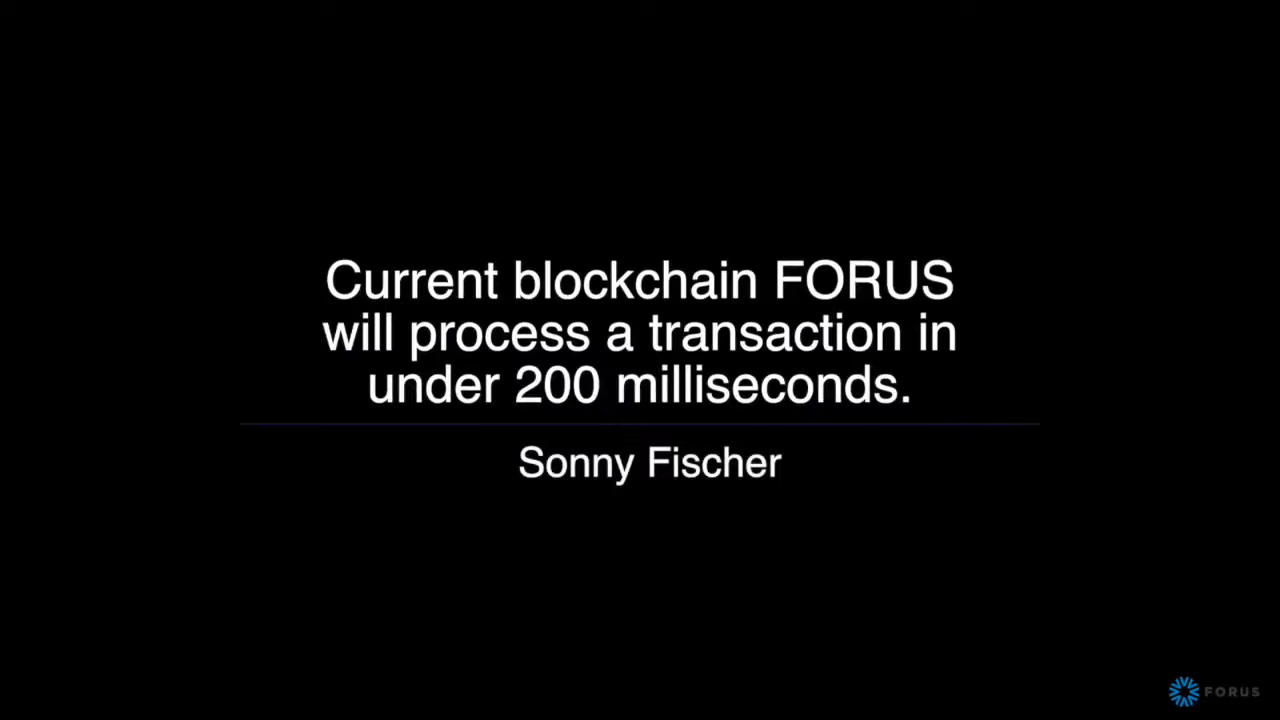 Current blockchain FORUS
will process a transaction in
under 200 milliseconds.
Sonny Fischer
FORUS